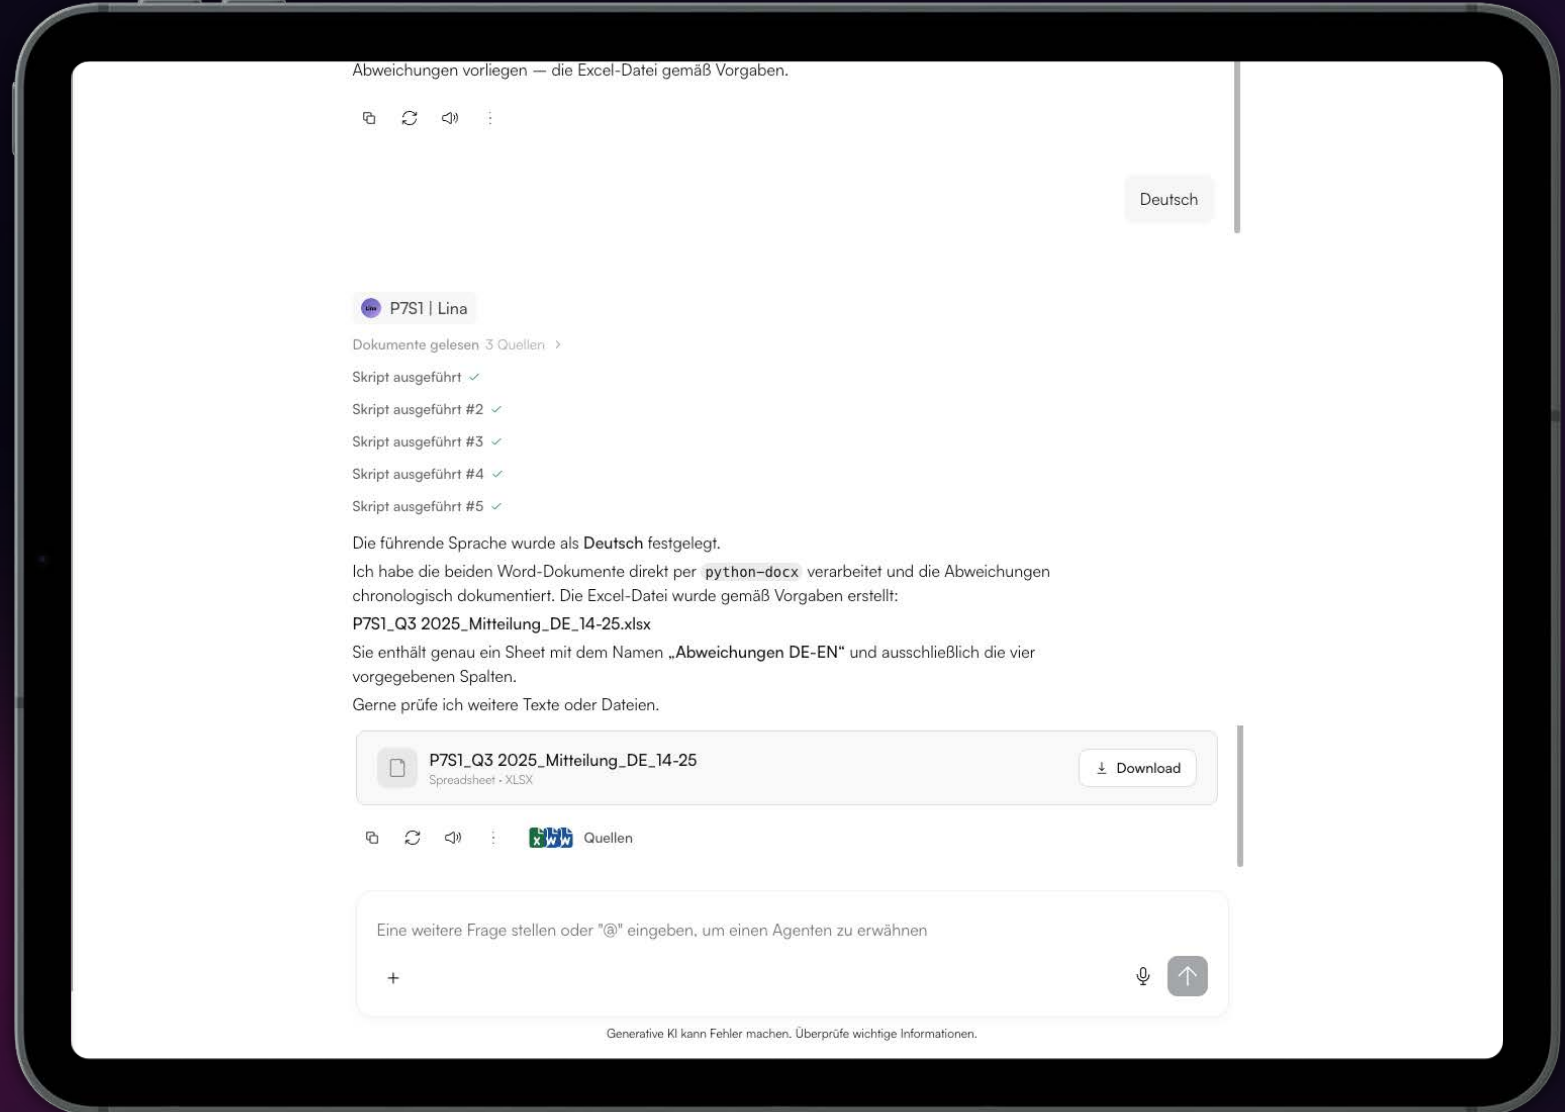 Abweichungen vorliegen — die Excel-Datei gemäß Vorgaben.
Deutsch
P7S1 | Lina
Dokumente gelesen 3 Quellen
Skript ausgeführt
Skript ausgeführt #2
Skript ausgeführt #3
Skript ausgeführt #4
Skript ausgeführt #5
Die führende Sprache wurde als Deutsch festgelegt.
Ich habe die beiden Word-Dokumente direkt per python-docx verarbeitet und die Abweichungen
chronologisch dokumentiert. Die Excel-Datei wurde gemäß Vorgaben erstellt:
P7S1_Q3 2025_Mitteilung_DE_14-25.xlsx
Sie enthält genau ein Sheet mit dem Namen „Abweichungen DE-EN“ und ausschließlich die vier
vorgegebenen Spalten.
Gerne prüfe ich weitere Texte oder Dateien.
P7S1_Q3 2025_Mitteilung_DE_14-25
Spreadsheet • XLSX
Download
Quellen
Eine weitere Frage stellen oder "@" eingeben, um einen Agenten zu erwähnen
Generative KI kann Fehler machen. Überprüfe wichtige Informationen.